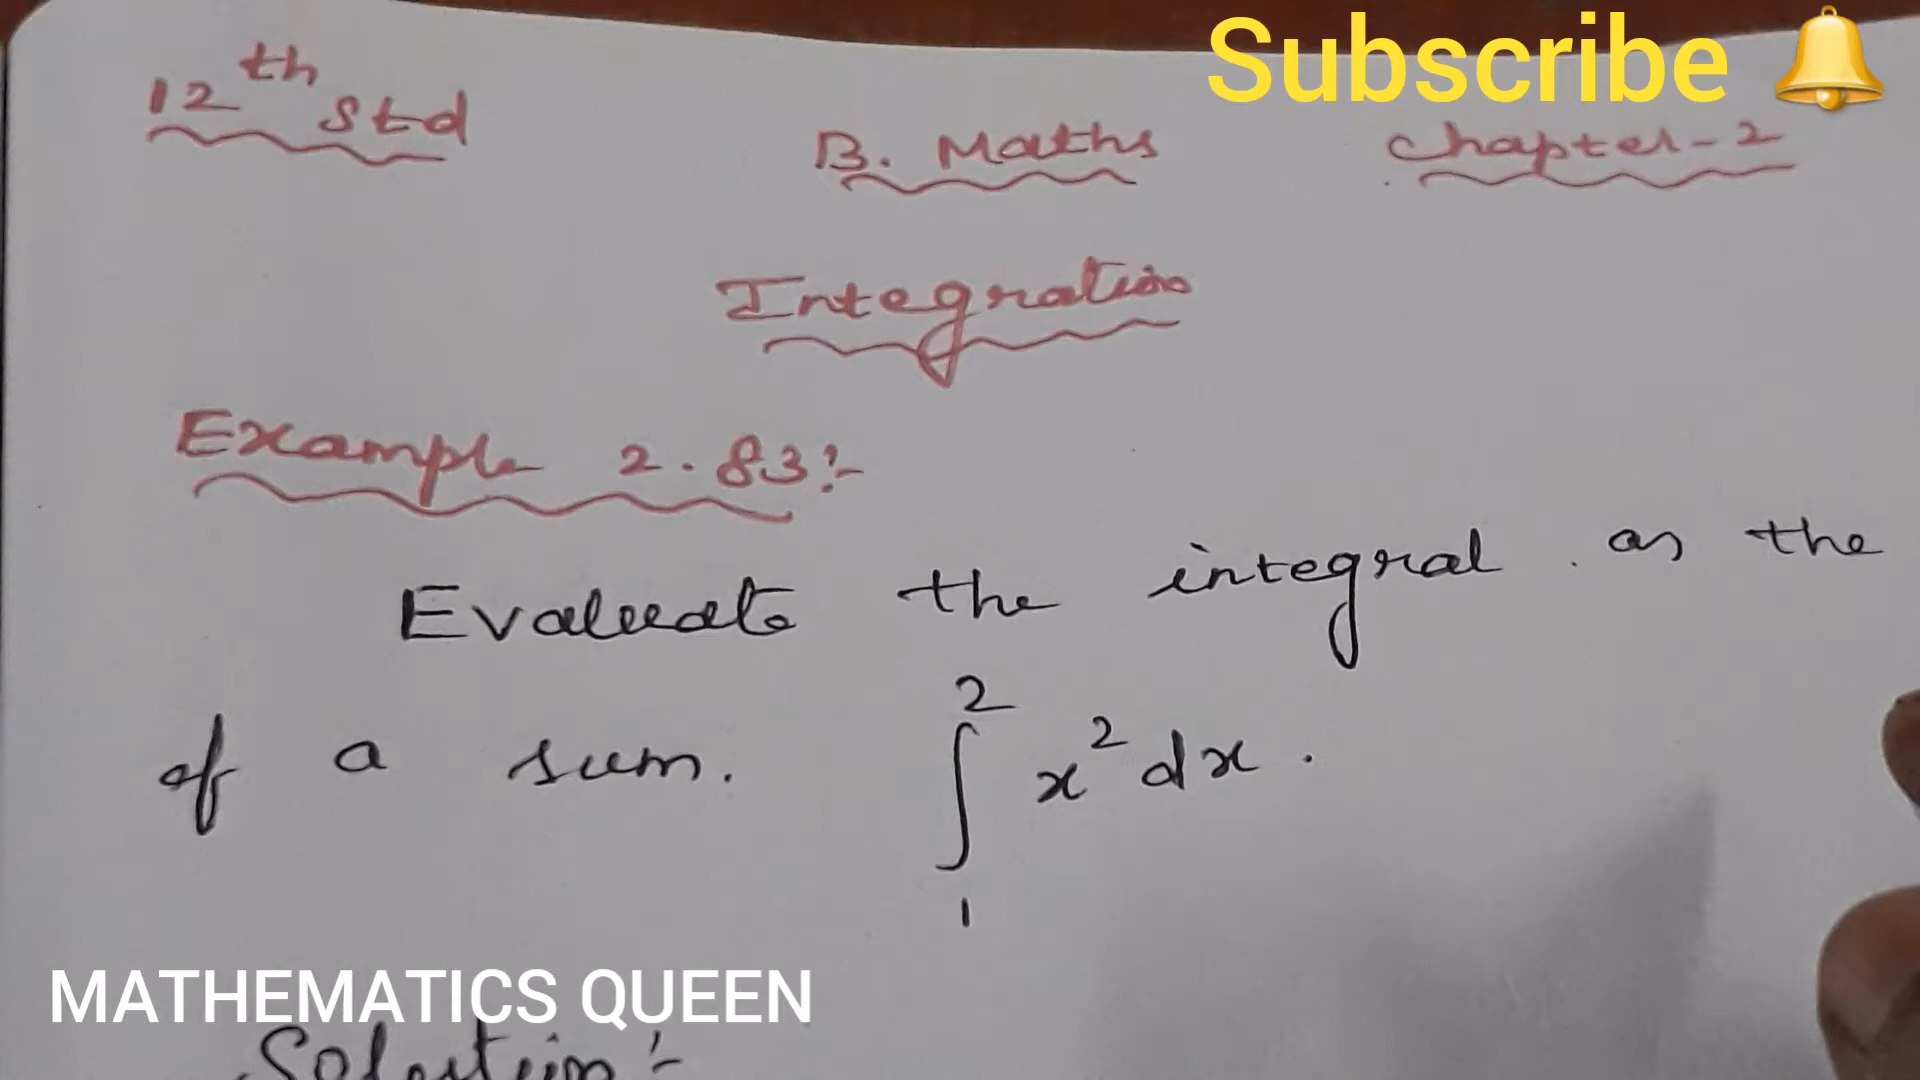 Subscribe 🔔
12th Std B. Maths Chapter-2
Integration
Example 2.83:-
Evaluate the integral as the
of a sum. ∫₁² x² dx.
MATHEMATICS QUEEN
Solution:-